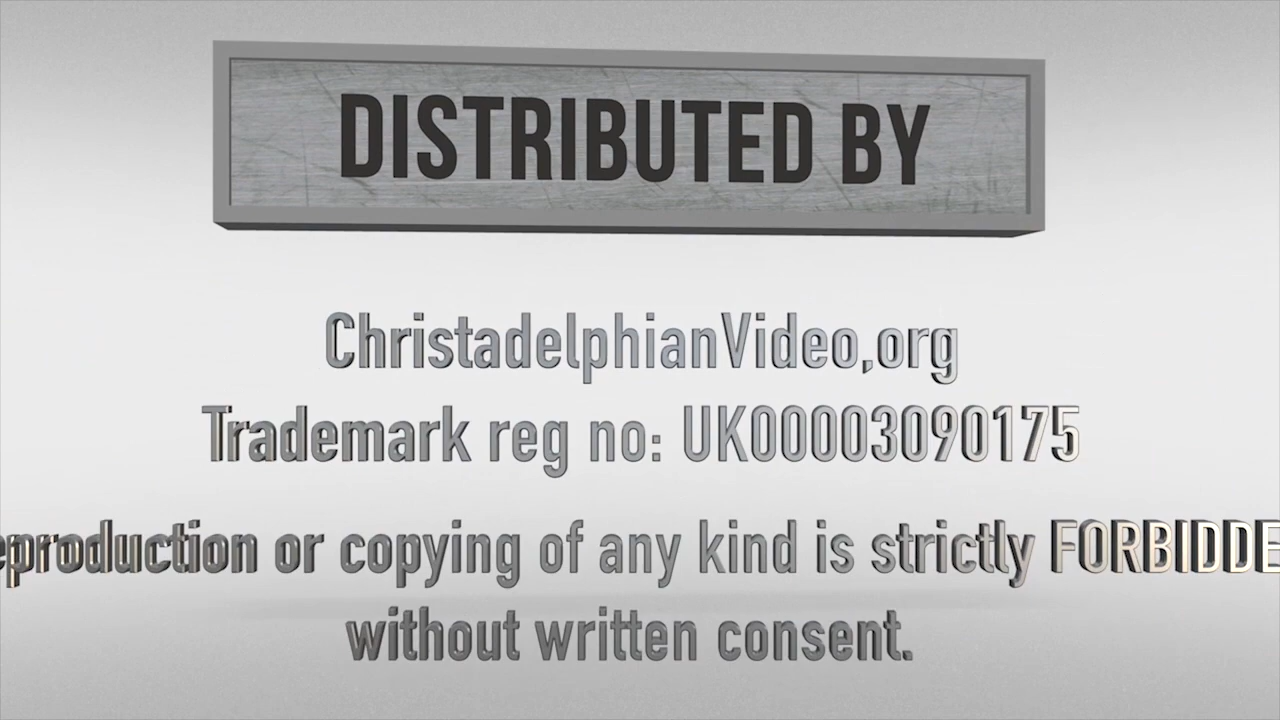 DISTRIBUTED BY
ChristadelphianVideo,org
Trademark reg no: UK00003090175
eproduction or copying of any kind is strictly FORBIDDE
without written consent.